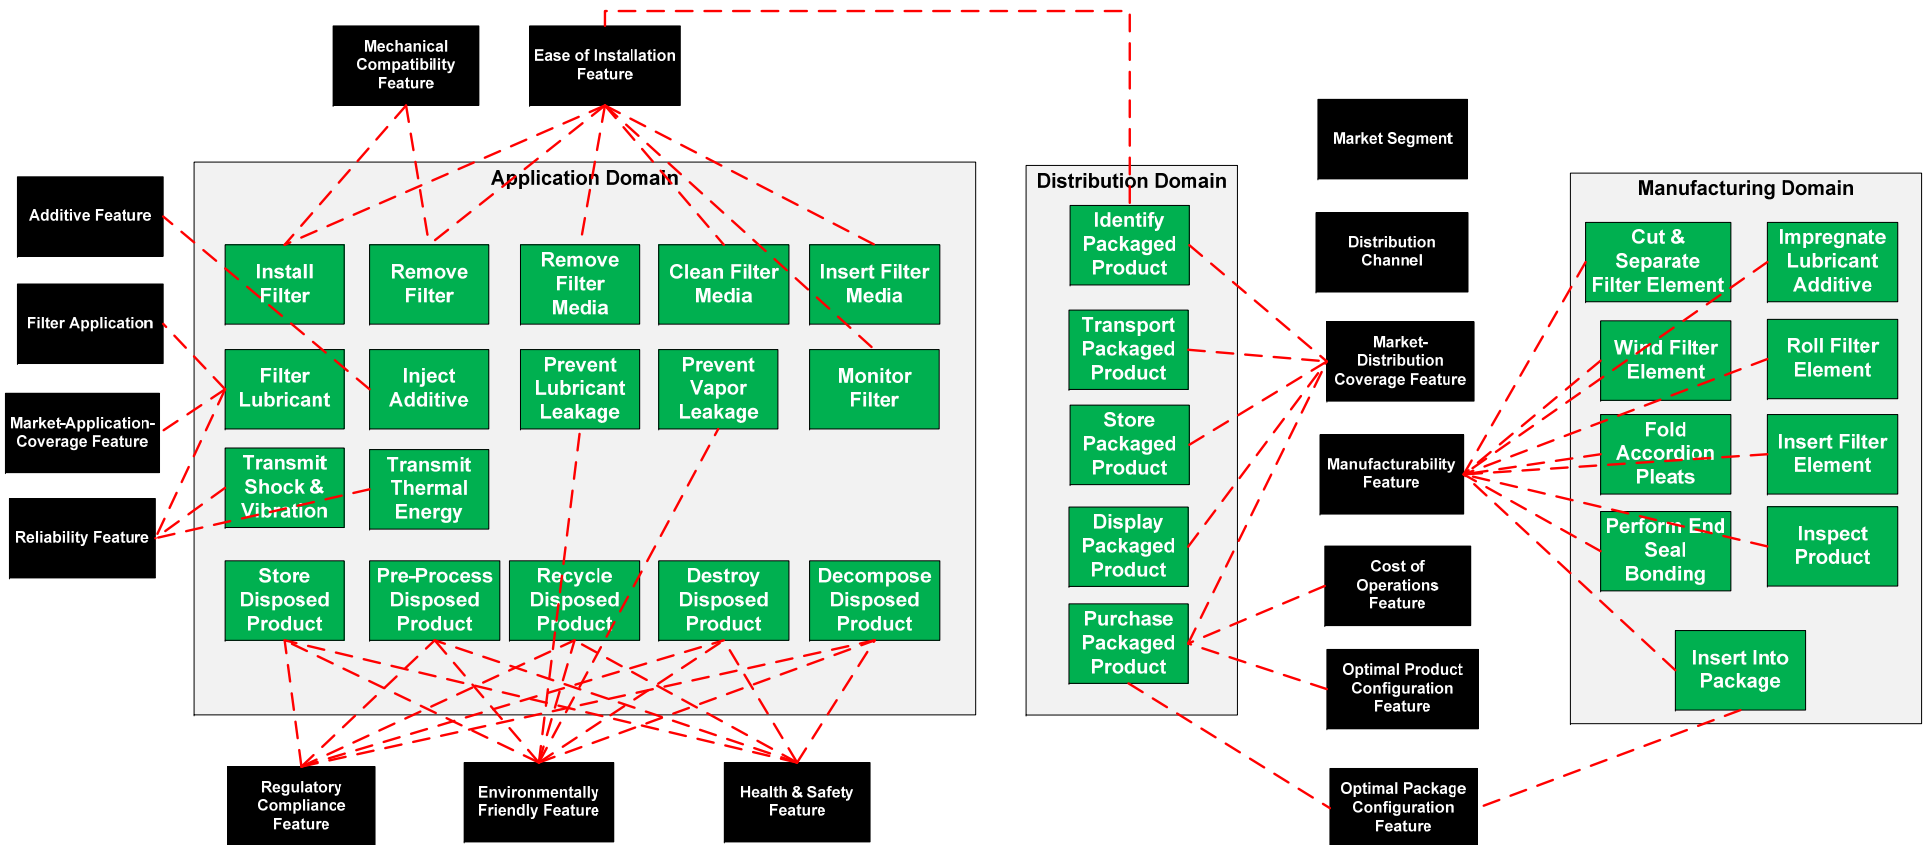 Mechanical
Compatibility
Feature
Ease of Installation
Feature
Market Segment
Application Domain
Distribution Domain
Manufacturing Domain
Additive Feature
Filter Application
Market-Application-
Coverage Feature
Reliability Feature
Install
Filter
Remove
Filter
Remove
Filter
Media
Clean Filter
Media
Insert Filter
Media
Filter
Lubricant
Inject
Additive
Prevent
Lubricant
Leakage
Prevent
Vapor
Leakage
Monitor
Filter
Transmit
Shock &
Vibration
Transmit
Thermal
Energy
Store
Disposed
Product
Pre-Process
Disposed
Product
Recycle
Disposed
Product
Destroy
Disposed
Product
Decompose
Disposed
Product
Regulatory
Compliance
Feature
Environmentally
Friendly Feature
Health & Safety
Feature
Identify
Packaged
Product
Transport
Packaged
Product
Store
Packaged
Product
Display
Packaged
Product
Purchase
Packaged
Product
Distribution
Channel
Market-
Distribution
Coverage Feature
Manufacturability
Feature
Cost of
Operations
Feature
Optimal Product
Configuration
Feature
Optimal Package
Configuration
Feature
Cut &
Separate
Filter Element
Impregnate
Lubricant
Additive
Wind Filter
Element
Roll Filter
Element
Fold
Accordion
Pleats
Insert Filter
Element
Perform End
Seal
Bonding
Inspect
Product
Insert Into
Package